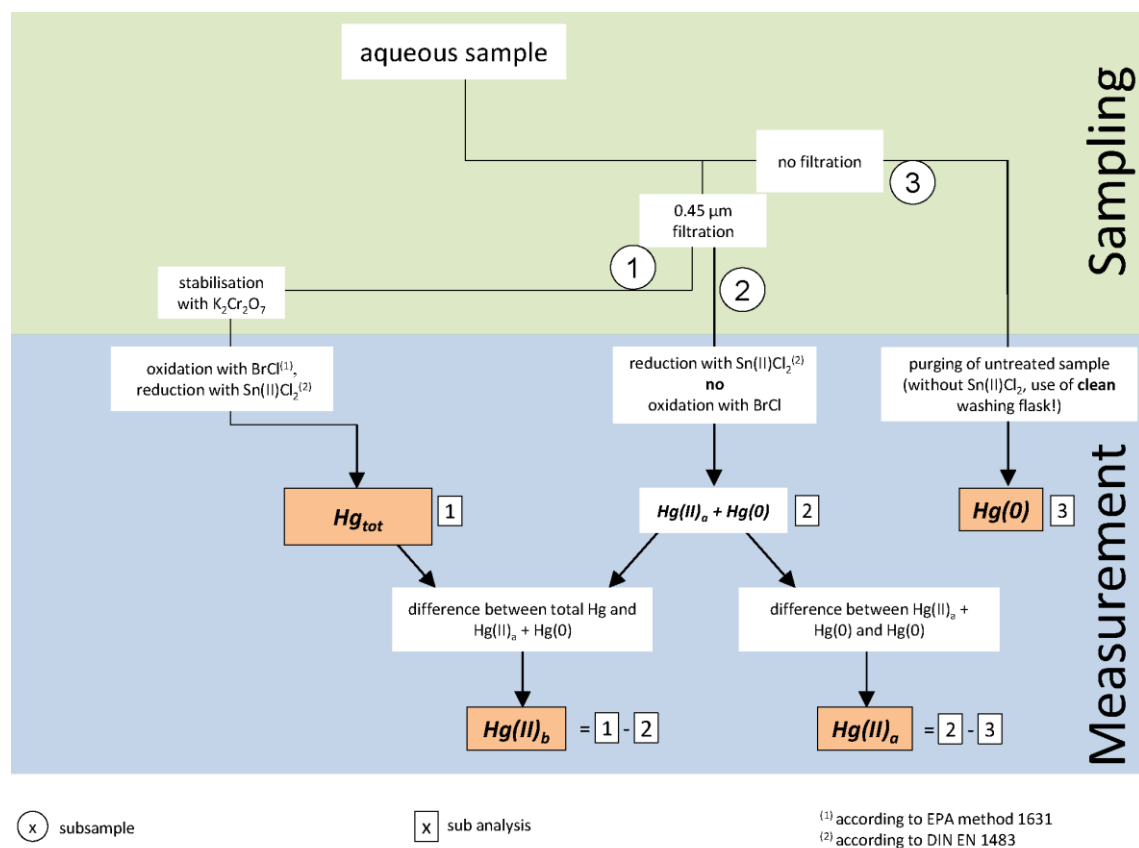 aqueous sample
Sampling
no filtration
3
0.45 µm
filtration
1
2
stabilisation
with K₂Cr₂O₇
oxidation with BrCl⁽¹⁾,
reduction with Sn(II)Cl₂⁽²⁾
reduction with Sn(II)Cl₂⁽²⁾
no
oxidation with BrCl
purging of untreated sample
(without Sn(II)Cl₂, use of clean
washing flask!)
Measurement
Hg_tot 1
Hg(II)ₐ + Hg(0) 2
Hg(0) 3
difference between total Hg and
Hg(II)ₐ + Hg(0)
difference between Hg(II)ₐ +
Hg(0) and Hg(0)
Hg(II)_b = 1 - 2
Hg(II)ₐ = 2 - 3
x subsample
x sub analysis
⁽¹⁾ according to EPA method 1631
⁽²⁾ according to DIN EN 1483